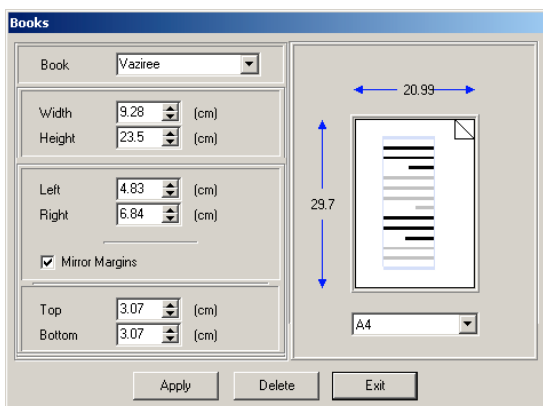 Books
Book Vaziree
Width 9.28 (cm)
Height 23.5 (cm)
Left 4.83 (cm)
Right 6.84 (cm)
Mirror Margins
Top 3.07 (cm)
Bottom 3.07 (cm)
20.99
29.7
A4
Apply Delete Exit